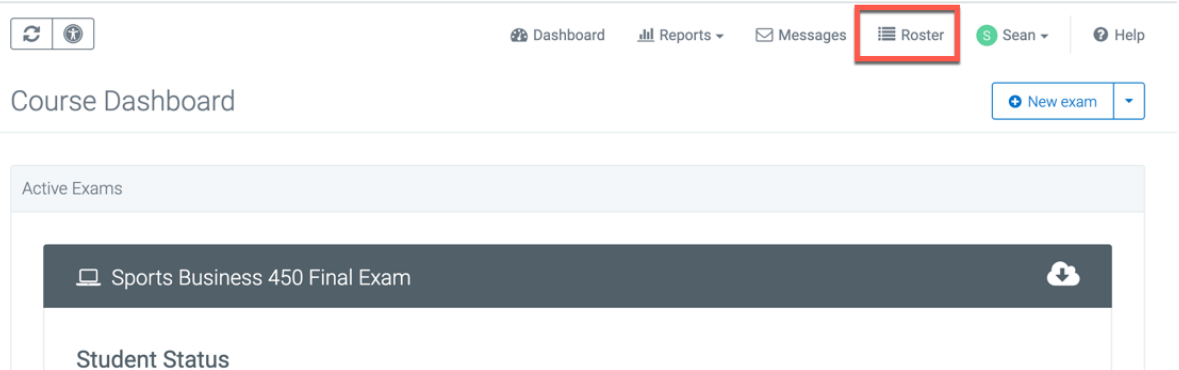 Dashboard Reports Messages Roster S Sean Help
Course Dashboard
New exam
Active Exams
Sports Business 450 Final Exam
Student Status